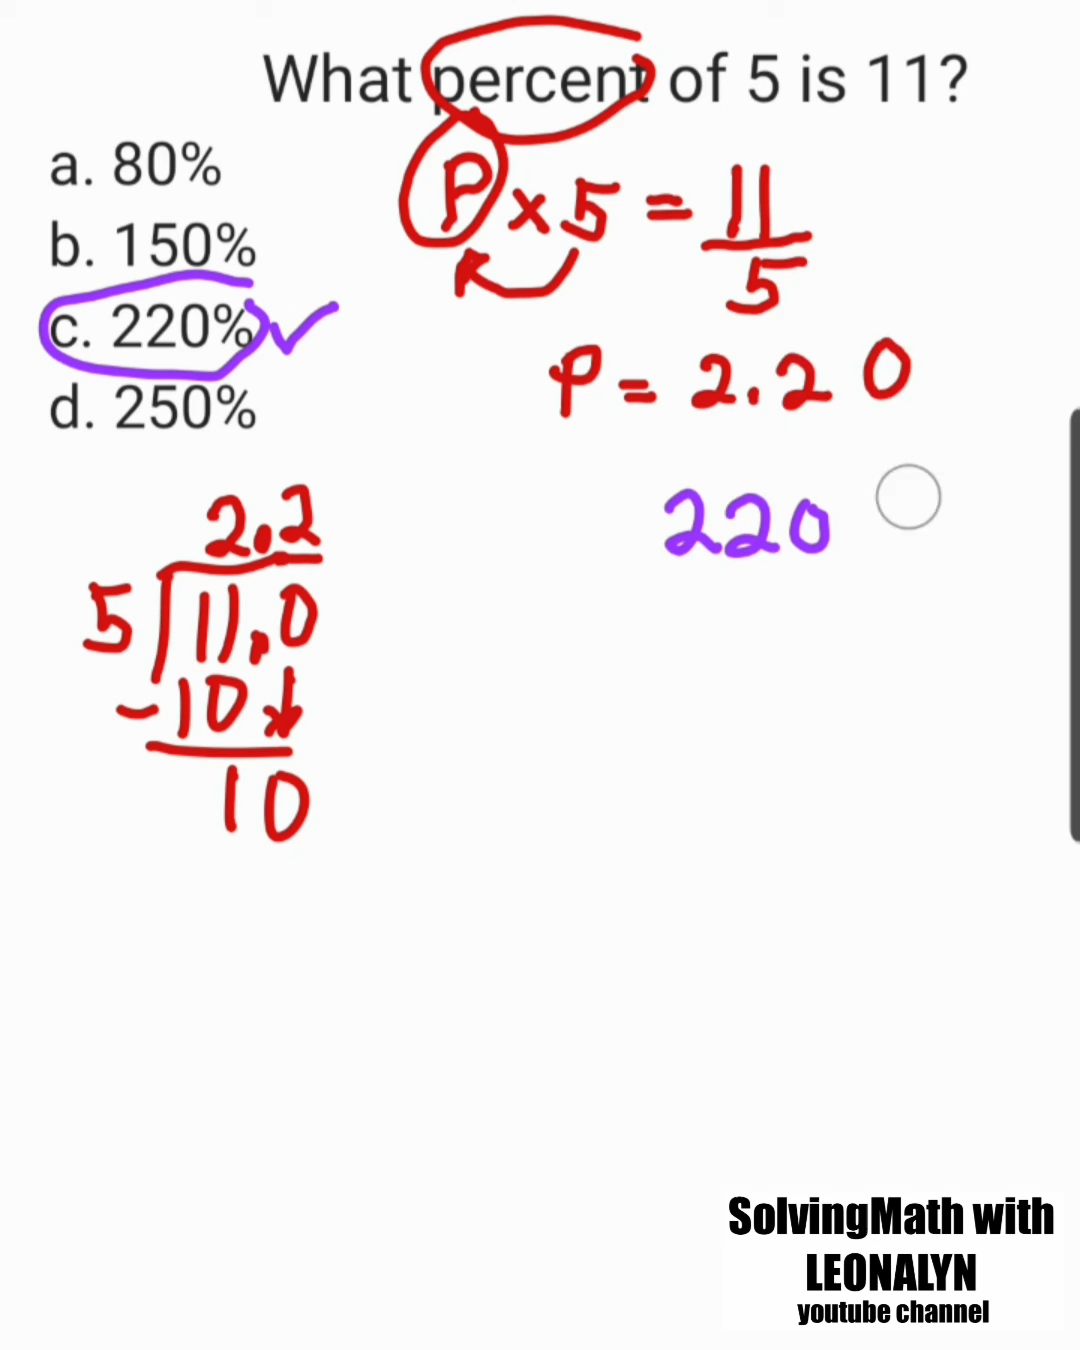 What percent of 5 is 11?
a. 80%
b. 150%
c. 220%
d. 250%
P x 5 = 11
5
P = 2.20
220
2.2
5 11.0
-10
10
SolvingMath with
LEONALYN
youtube channel